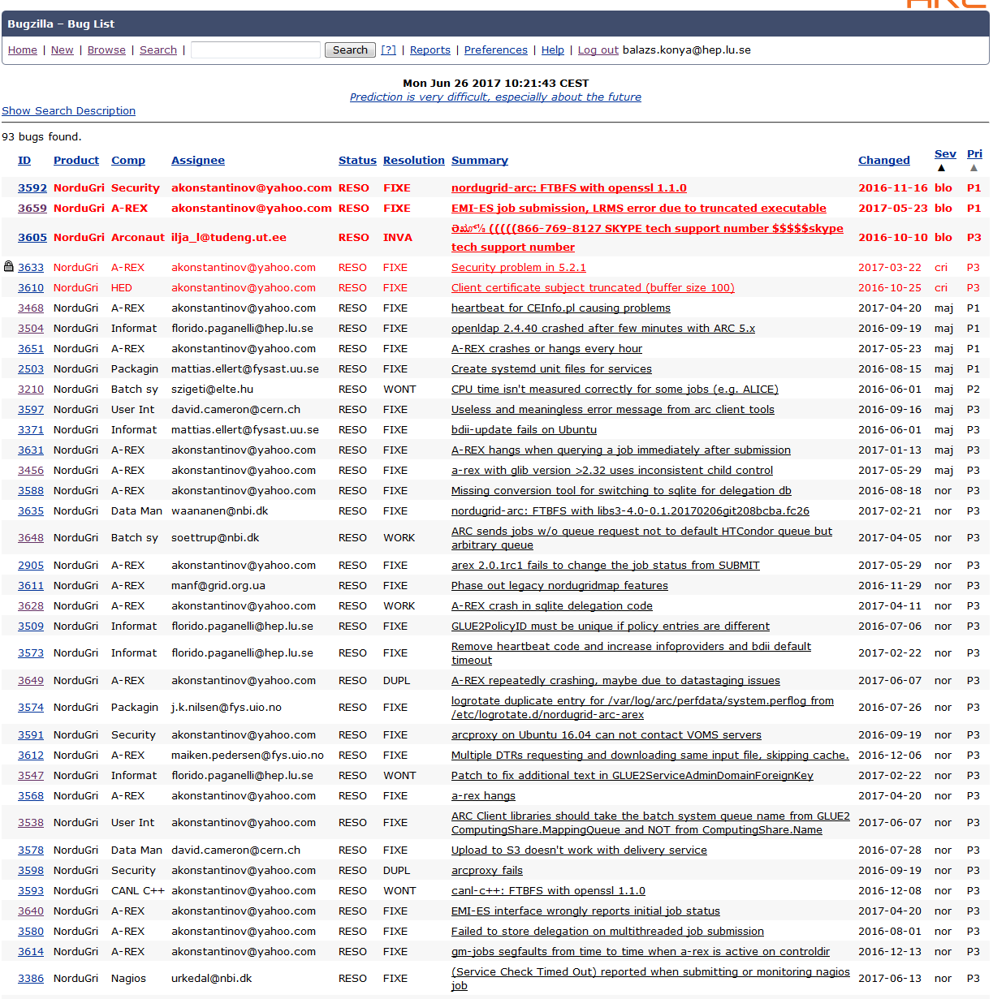 Bugzilla – Bug List
Home | New | Browse | Search | Search [?] | Reports | Preferences | Help | Log out balazs.konya@hep.lu.se
Mon Jun 26 2017 10:21:43 CEST
Prediction is very difficult, especially about the future
Show Search Description
93 bugs found.
ID Product Comp Assignee Status Resolution Summary Changed Sev ▲ Pri ▲
3592 NorduGri Security akonstantinov@yahoo.com RESO FIXE nordugrid-arc: FTBFS with openssl 1.1.0 2016-11-16 blo P1
3659 NorduGri A-REX akonstantinov@yahoo.com RESO FIXE EMI-ES job submission, LRMS error due to truncated executable 2017-05-23 blo P1
3605 NorduGri Arconaut ilja_l@tudeng.ut.ee RESO INVA (((((866-769-8127 SKYPE tech support number $$$$$skype 2016-10-10 blo P3
tech support number
3633 NorduGri A-REX akonstantinov@yahoo.com RESO FIXE Security problem in 5.2.1 2017-03-22 cri P3
3610 NorduGri HED akonstantinov@yahoo.com RESO FIXE Client certificate subject truncated (buffer size 100) 2016-10-25 cri P3
3468 NorduGri A-REX akonstantinov@yahoo.com RESO FIXE heartbeat for CEInfo.pl causing problems 2017-04-20 maj P1
3504 NorduGri Informat florido.paganelli@hep.lu.se RESO FIXE openldap 2.4.40 crashed after few minutes with ARC 5.x 2016-09-19 maj P1
3651 NorduGri A-REX akonstantinov@yahoo.com RESO FIXE A-REX crashes or hangs every hour 2017-05-23 maj P1
2503 NorduGri Packagin mattias.ellert@fysast.uu.se RESO FIXE Create systemd unit files for services 2016-08-15 maj P1
3210 NorduGri Batch sy szigeti@elte.hu RESO WONT CPU time isn't measured correctly for some jobs (e.g. ALICE) 2016-06-01 maj P2
3597 NorduGri User Int david.cameron@cern.ch RESO FIXE Useless and meaningless error message from arc client tools 2016-09-16 maj P3
3371 NorduGri Informat mattias.ellert@fysast.uu.se RESO FIXE bdii-update fails on Ubuntu 2016-06-01 maj P3
3631 NorduGri A-REX akonstantinov@yahoo.com RESO FIXE A-REX hangs when querying a job immediately after submission 2017-01-13 maj P3
3456 NorduGri A-REX akonstantinov@yahoo.com RESO FIXE a-rex with glib version >2.32 uses inconsistent child control 2017-05-29 maj P3
3588 NorduGri A-REX akonstantinov@yahoo.com RESO FIXE Missing conversion tool for switching to sqlite for delegation db 2016-08-18 nor P3
3635 NorduGri Data Man waananen@nbi.dk RESO FIXE nordugrid-arc: FTBFS with libs3-4.0-0.1.20170206git208bcba.fc26 2017-02-21 nor P3
3648 NorduGri Batch sy soettrup@nbi.dk RESO WORK ARC sends jobs w/o queue request not to default HTCondor queue but 2017-04-05 nor P3
arbitrary queue
2905 NorduGri A-REX akonstantinov@yahoo.com RESO FIXE arex 2.0.1rc1 fails to change the job status from SUBMIT 2017-05-29 nor P3
3611 NorduGri A-REX manf@grid.org.ua RESO FIXE Phase out legacy nordugridmap features 2016-11-29 nor P3
3628 NorduGri A-REX akonstantinov@yahoo.com RESO WORK A-REX crash in sqlite delegation code 2017-04-11 nor P3
3509 NorduGri Informat florido.paganelli@hep.lu.se RESO FIXE GLUE2PolicyID must be unique if policy entries are different 2016-07-06 nor P3
3573 NorduGri Informat florido.paganelli@hep.lu.se RESO FIXE Remove heartbeat code and increase infoproviders and bdii default 2017-02-22 nor P3
timeout
3649 NorduGri A-REX akonstantinov@yahoo.com RESO DUPL A-REX repeatedly crashing, maybe due to datastaging issues 2017-06-07 nor P3
3574 NorduGri Packagin j.k.nilsen@fys.uio.no RESO FIXE logrotate duplicate entry for /var/log/arc/perfdata/system.perflog from 2016-07-26 nor P3
/etc/logrotate.d/nordugrid-arc-arex
3591 NorduGri Security akonstantinov@yahoo.com RESO FIXE arcproxy on Ubuntu 16.04 can not contact VOMS servers 2016-09-19 nor P3
3612 NorduGri A-REX maiken.pedersen@fys.uio.no RESO FIXE Multiple DTRs requesting and downloading same input file, skipping cache. 2016-12-06 nor P3
3547 NorduGri Informat florido.paganelli@hep.lu.se RESO WONT Patch to fix additional text in GLUE2ServiceAdminDomainForeignKey 2017-02-22 nor P3
3568 NorduGri A-REX akonstantinov@yahoo.com RESO FIXE a-rex hangs 2017-04-20 nor P3
3538 NorduGri User Int akonstantinov@yahoo.com RESO FIXE ARC Client libraries should take the batch system queue name from GLUE2 2017-06-07 nor P3
ComputingShare.MappingQueue and NOT from ComputingShare.Name
3578 NorduGri Data Man david.cameron@cern.ch RESO FIXE Upload to S3 doesn't work with delivery service 2016-07-28 nor P3
3598 NorduGri Security akonstantinov@yahoo.com RESO DUPL arcproxy fails 2016-09-19 nor P3
3593 NorduGri CANL C++ akonstantinov@yahoo.com RESO WONT canl-c++: FTBFS with openssl 1.1.0 2016-12-08 nor P3
3640 NorduGri A-REX akonstantinov@yahoo.com RESO FIXE EMI-ES interface wrongly reports initial job status 2017-04-20 nor P3
3580 NorduGri A-REX akonstantinov@yahoo.com RESO FIXE Failed to store delegation on multithreaded job submission 2016-08-01 nor P3
3614 NorduGri A-REX akonstantinov@yahoo.com RESO FIXE gm-jobs segfaults from time to time when a-rex is active on controldir 2016-12-13 nor P3
3386 NorduGri Nagios urkedal@nbi.dk RESO FIXE (Service Check Timed Out) reported when submitting or monitoring nagios 2017-06-13 nor P3
job